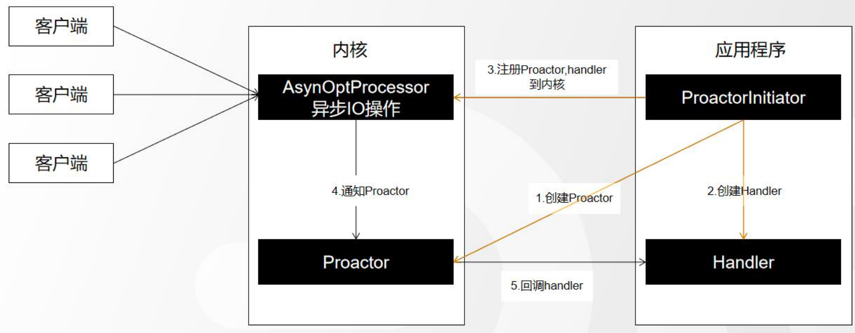 客户端
客户端
客户端
内核
AsynOptProcessor
异步IO操作
4.通知Proactor
Proactor
3.注册Proactor,handler
到内核
1.创建Proactor
5.回调handler
应用程序
ProactorInitiator
2.创建Handler
Handler